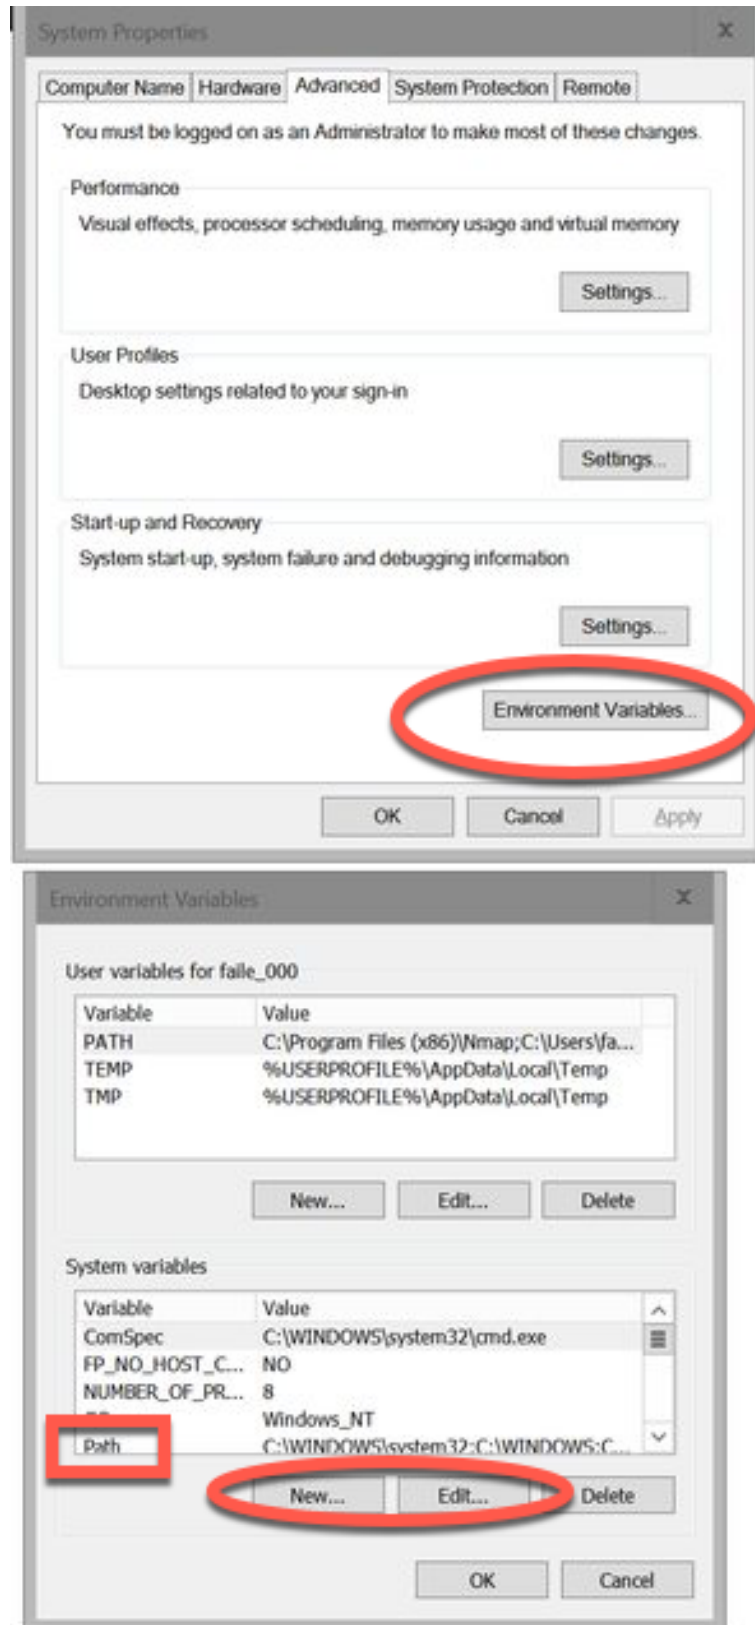 System Properties
Computer Name Hardware Advanced System Protection Remote
You must be logged on as an Administrator to make most of these changes.
Performance
Visual effects, processor scheduling, memory usage and virtual memory
Settings...
User Profiles
Desktop settings related to your sign-in
Settings...
Start-up and Recovery
System start-up, system failure and debugging information
Settings...
Environment Variables...
OK Cancel Apply
Environment Variables
User variables for faile_000
Variable Value
PATH C:\Program Files (x86)\Nmap;C:\Users\fa...
TEMP %USERPROFILE%\AppData\Local\Temp
TMP %USERPROFILE%\AppData\Local\Temp
New... Edit... Delete
System variables
Variable Value
ComSpec C:\WINDOWS\system32\cmd.exe
FP_NO_HOST_C... NO
NUMBER_OF_PR... 8
Windows_NT
Path C:\WINDOWS\system32;C:\WINDOWS;C...
New... Edit... Delete
OK Cancel